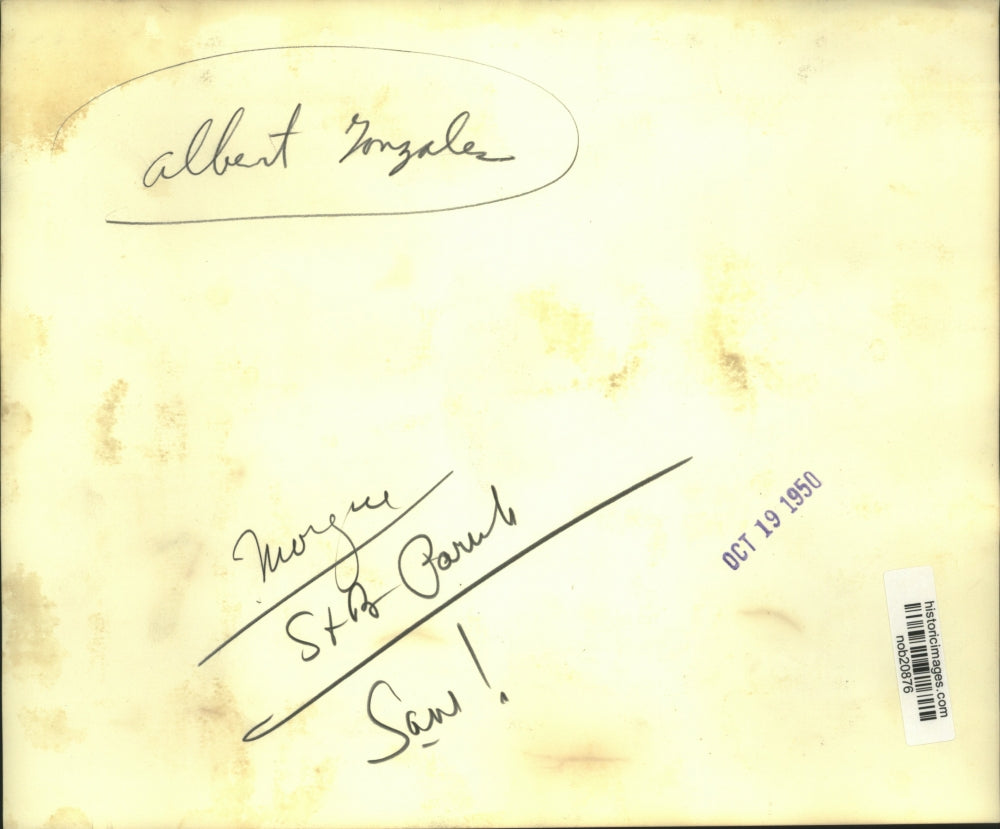 Albert Gonzales
Morgue
St B Parish
Save!
OCT 19 1950
historicimages.com
nob20876